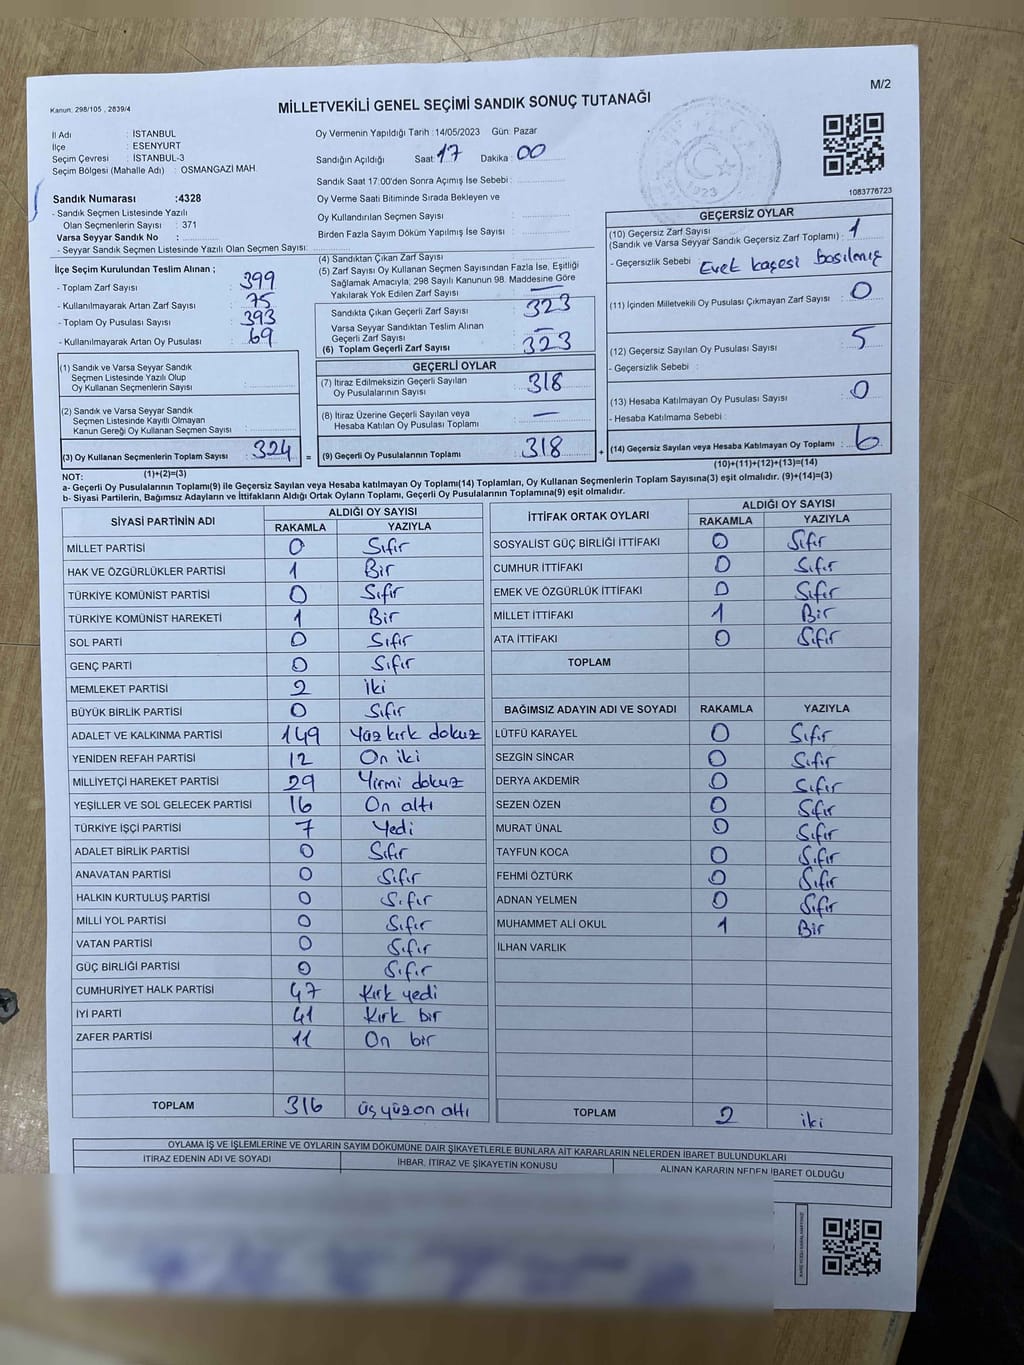 M/2
Kanun; 298/105 , 2839/4
MİLLETVEKİLİ GENEL SEÇİMİ SANDIK SONUÇ TUTANAĞI
İl Adı : İSTANBUL
İlçe : ESENYURT
Seçim Çevresi : İSTANBUL-3
Seçim Bölgesi (Mahalle Adı) : OSMANGAZİ MAH.
Sandık Numarası :4328
- Sandık Seçmen Listesinde Yazılı
Olan Seçmenlerin Sayısı : 371
Varsa Seyyar Sandık No :
- Seyyar Sandık Seçmen Listesinde Yazılı Olan Seçmen Sayısı:
Oy Vermenin Yapıldığı Tarih :14/05/2023 Gün: Pazar
Sandığın Açıldığı Saat: 17 Dakika : 00
Sandık Saat 17:00'den Sonra Açımış İse Sebebi :
Oy Verme Saati Bitiminde Sırada Bekleyen ve
Oy Kullandırılan Seçmen Sayısı :
Birden Fazla Sayım Döküm Yapılmış İse Sayısı :
1083776723
İlçe Seçim Kurulundan Teslim Alınan ;
- Toplam Zarf Sayısı : 399
- Kullanılmayarak Artan Zarf Sayısı : 75
- Toplam Oy Pusulası Sayısı : 393
- Kullanılmayarak Artan Oy Pusulası : 69
(1) Sandık ve Varsa Seyyar Sandık
Seçmen Listesinde Yazılı Olup
Oy Kullanan Seçmenlerin Sayısı :
(2) Sandık ve Varsa Seyyar Sandık
Seçmen Listesinde Kayıtlı Olmayan
Kanun Gereği Oy Kullanan Seçmen Sayısı :
(3) Oy Kullanan Seçmenlerin Toplam Sayısı : 324 =
(1)+(2)=(3)
(4) Sandıktan Çıkan Zarf Sayısı :
(5) Zarf Sayısı Oy Kullanan Seçmen Sayısından Fazla İse, Eşitliği
Sağlamak Amacıyla; 298 Sayılı Kanunun 98. Maddesine Göre
Yakılarak Yok Edilen Zarf Sayısı : —
Sandıkta Çıkan Geçerli Zarf Sayısı : 323
Varsa Seyyar Sandıktan Teslim Alınan
Geçerli Zarf Sayısı : —
(6) Toplam Geçerli Zarf Sayısı : 323
GEÇERLİ OYLAR
(7) İtiraz Edilmeksizin Geçerli Sayılan
Oy Pusulalarının Sayısı : 318
(8) İtiraz Üzerine Geçerli Sayılan veya
Hesaba Katılan Oy Pusulası Toplamı : —
(9) Geçerli Oy Pusulalarının Toplamı : 318 +
GEÇERSİZ OYLAR
(10) Geçersiz Zarf Sayısı
(Sandık ve Varsa Seyyar Sandık Geçersiz Zarf Toplamı) : 1
- Geçersizlik Sebebi : Evet kaşesi Basılmış
(11) İçinden Milletvekili Oy Pusulası Çıkmayan Zarf Sayısı : 0
(12) Geçersiz Sayılan Oy Pusulası Sayısı : 5
- Geçersizlik Sebebi :
(13) Hesaba Katılmayan Oy Pusulası Sayısı : 0
- Hesaba Katılmama Sebebi :
(14) Geçersiz Sayılan veya Hesaba Katılmayan Oy Toplamı : 6
(10)+(11)+(12)+(13)=(14)
NOT:
a- Geçerli Oy Pusulalarının Toplamı(9) ile Geçersiz Sayılan veya Hesaba katılmayan Oy Toplamı(14) Toplamları, Oy Kullanan Seçmenlerin Toplam Sayısına(3) eşit olmalıdır. (9)+(14)=(3)
b- Siyasi Partilerin, Bağımsız Adayların ve İttifakların Aldığı Ortak Oyların Toplamı, Geçerli Oy Pusulalarının Toplamına(9) eşit olmalıdır.
SİYASİ PARTİNİN ADI ALDIĞI OY SAYISI
RAKAMLA YAZIYLA
MİLLET PARTİSİ 0 Sıfır
HAK VE ÖZGÜRLÜKLER PARTİSİ 1 Bir
TÜRKİYE KOMÜNİST PARTİSİ 0 Sıfır
TÜRKİYE KOMÜNİST HAREKETİ 1 Bir
SOL PARTİ 0 Sıfır
GENÇ PARTİ 0 Sıfır
MEMLEKET PARTİSİ 2 İki
BÜYÜK BİRLİK PARTİSİ 0 Sıfır
ADALET VE KALKINMA PARTİSİ 149 Yüz kırk dokuz
YENİDEN REFAH PARTİSİ 12 On iki
MİLLİYETÇİ HAREKET PARTİSİ 29 Yirmi dokuz
YEŞİLLER VE SOL GELECEK PARTİSİ 16 On altı
TÜRKİYE İŞÇİ PARTİSİ 7 Yedi
ADALET BİRLİK PARTİSİ 0 Sıfır
ANAVATAN PARTİSİ 0 Sıfır
HALKIN KURTULUŞ PARTİSİ 0 Sıfır
MİLLİ YOL PARTİSİ 0 Sıfır
VATAN PARTİSİ 0 Sıfır
GÜÇ BİRLİĞİ PARTİSİ 0 Sıfır
CUMHURİYET HALK PARTİSİ 47 Kırk yedi
İYİ PARTİ 41 Kırk bir
ZAFER PARTİSİ 11 On bir
TOPLAM 316 üç yüz on altı
İTTİFAK ORTAK OYLARI ALDIĞI OY SAYISI
RAKAMLA YAZIYLA
SOSYALİST GÜÇ BİRLİĞİ İTTİFAKI 0 Sıfır
CUMHUR İTTİFAKI 0 Sıfır
EMEK VE ÖZGÜRLÜK İTTİFAKI 0 Sıfır
MİLLET İTTİFAKI 1 Bir
ATA İTTİFAKI 0 Sıfır
TOPLAM
BAĞIMSIZ ADAYIN ADI VE SOYADI RAKAMLA YAZIYLA
LÜTFÜ KARAYEL 0 Sıfır
SEZGİN SİNCAR 0 Sıfır
DERYA AKDEMİR 0 Sıfır
SEZEN ÖZEN 0 Sıfır
MURAT ÜNAL 0 Sıfır
TAYFUN KOCA 0 Sıfır
FEHMİ ÖZTÜRK 0 Sıfır
ADNAN YELMEN 0 Sıfır
MUHAMMET ALİ OKUL 1 Bir
İLHAN VARLIK
TOPLAM 2 iki
OYLAMA İŞ VE İŞLEMLERİNE VE OYLARIN SAYIM DÖKÜMÜNE DAİR ŞİKAYETLERLE BUNLARA AİT KARARLARIN NELERDEN İBARET BULUNDUKLARI
İTİRAZ EDENİN ADI VE SOYADI İHBAR, İTİRAZ VE ŞİKAYETİN KONUSU ALINAN KARARIN NEDEN İBARET OLDUĞU